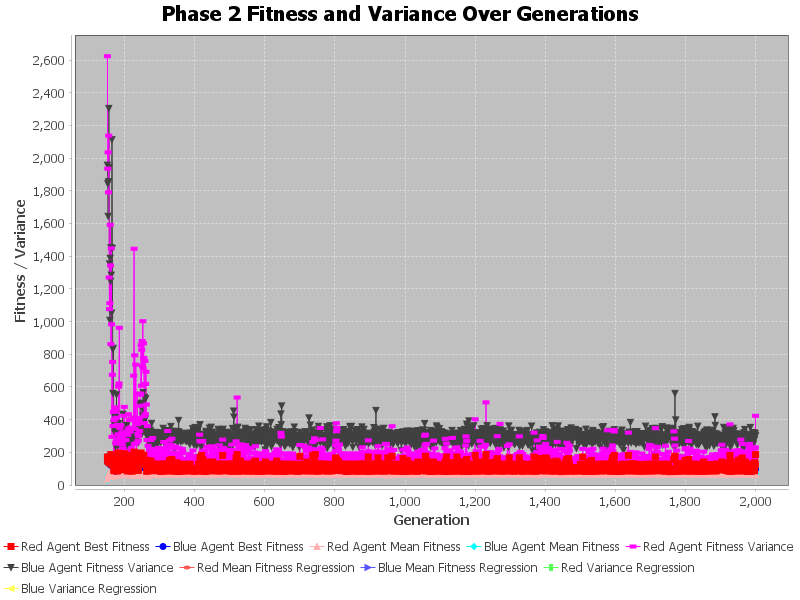 Phase 2 Fitness and Variance Over Generations
2,600
2,400
2,200
2,000
1,800
1,600
1,400
1,200
1,000
800
600
400
200
0
Fitness / Variance
200 400 600 800 1,000 1,200 1,400 1,600 1,800 2,000
Generation
Red Agent Best Fitness Blue Agent Best Fitness Red Agent Mean Fitness Blue Agent Mean Fitness Red Agent Fitness Variance
Blue Agent Fitness Variance Red Mean Fitness Regression Blue Mean Fitness Regression Red Variance Regression
Blue Variance Regression